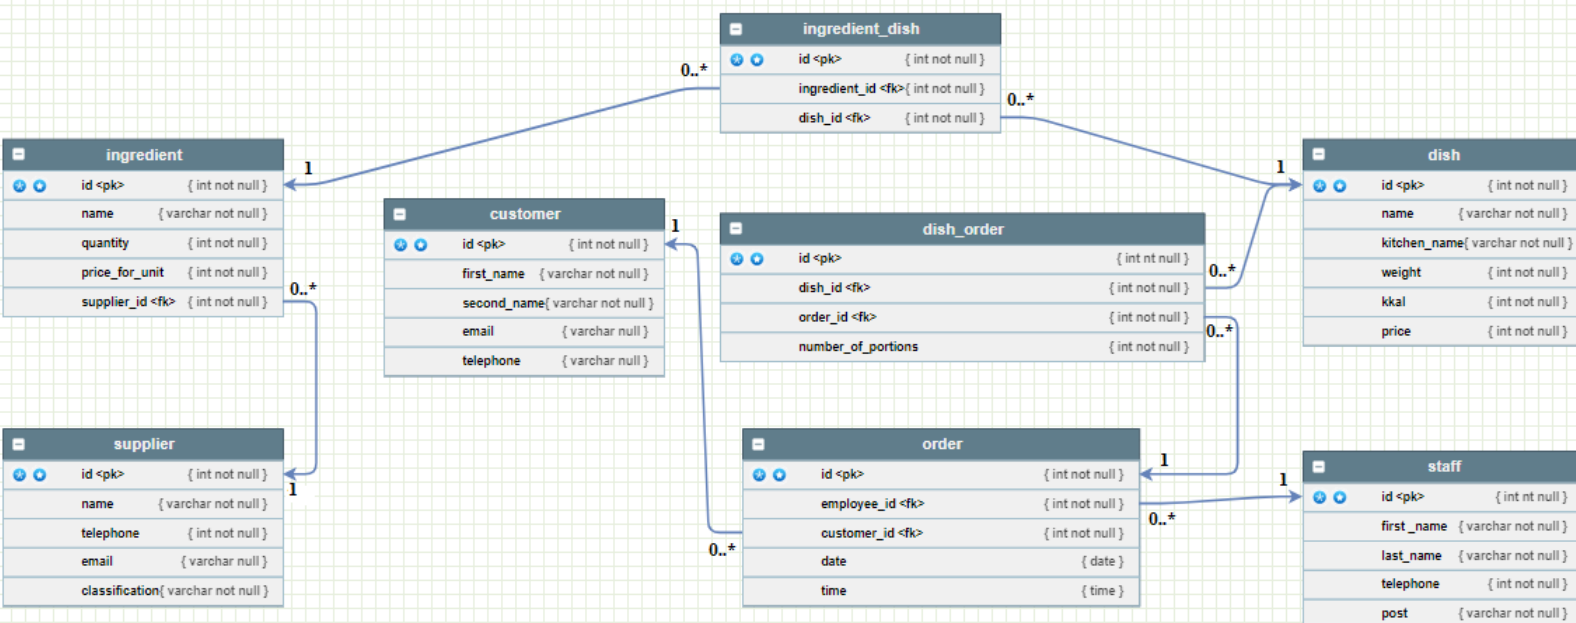 ingredient_dish
id <pk> { int not null }
ingredient_id <fk>{ int not null }
dish_id <fk> { int not null }
0..*
0..*
ingredient
id <pk> { int not null }
name { varchar not null }
quantity { int not null }
price_for_unit { int not null }
supplier_id <fk> { int not null }
1
0..*
customer
id <pk> { int not null }
first_name { varchar not null }
second_name{ varchar not null }
email { varchar null }
telephone { varchar null }
1
dish_order
id <pk> { int nt null }
dish_id <fk> { int not null }
order_id <fk> { int not null }
number_of_portions { int not null }
0..*
0..*
dish
id <pk> { int not null }
name { varchar not null }
kitchen_name{ varchar not null }
weight { int not null }
kkal { int not null }
price { int not null }
1
supplier
id <pk> { int not null }
name { varchar not null }
telephone { int not null }
email { varchar null }
classification{ varchar not null }
1
order
id <pk> { int not null }
employee_id <fk> { int not null }
customer_id <fk> { int not null }
date { date }
time { time }
1
0..*
0..*
staff
id <pk> { int nt null }
first _name { varchar not null }
last_name { varchar not null }
telephone { int not null }
post { varchar not null }
1